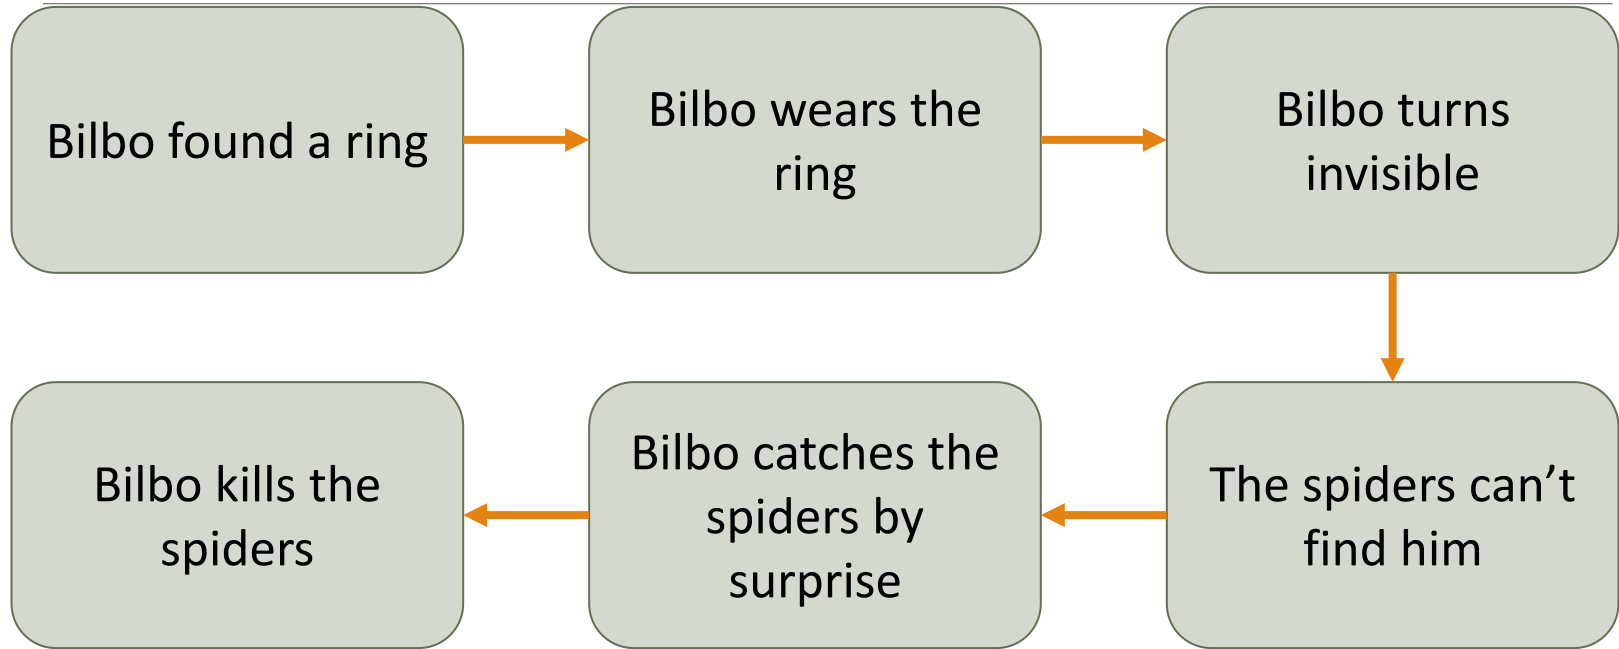 Bilbo found a ring
Bilbo wears the
ring
Bilbo turns
invisible
The spiders can’t
find him
Bilbo catches the
spiders by
surprise
Bilbo kills the
spiders